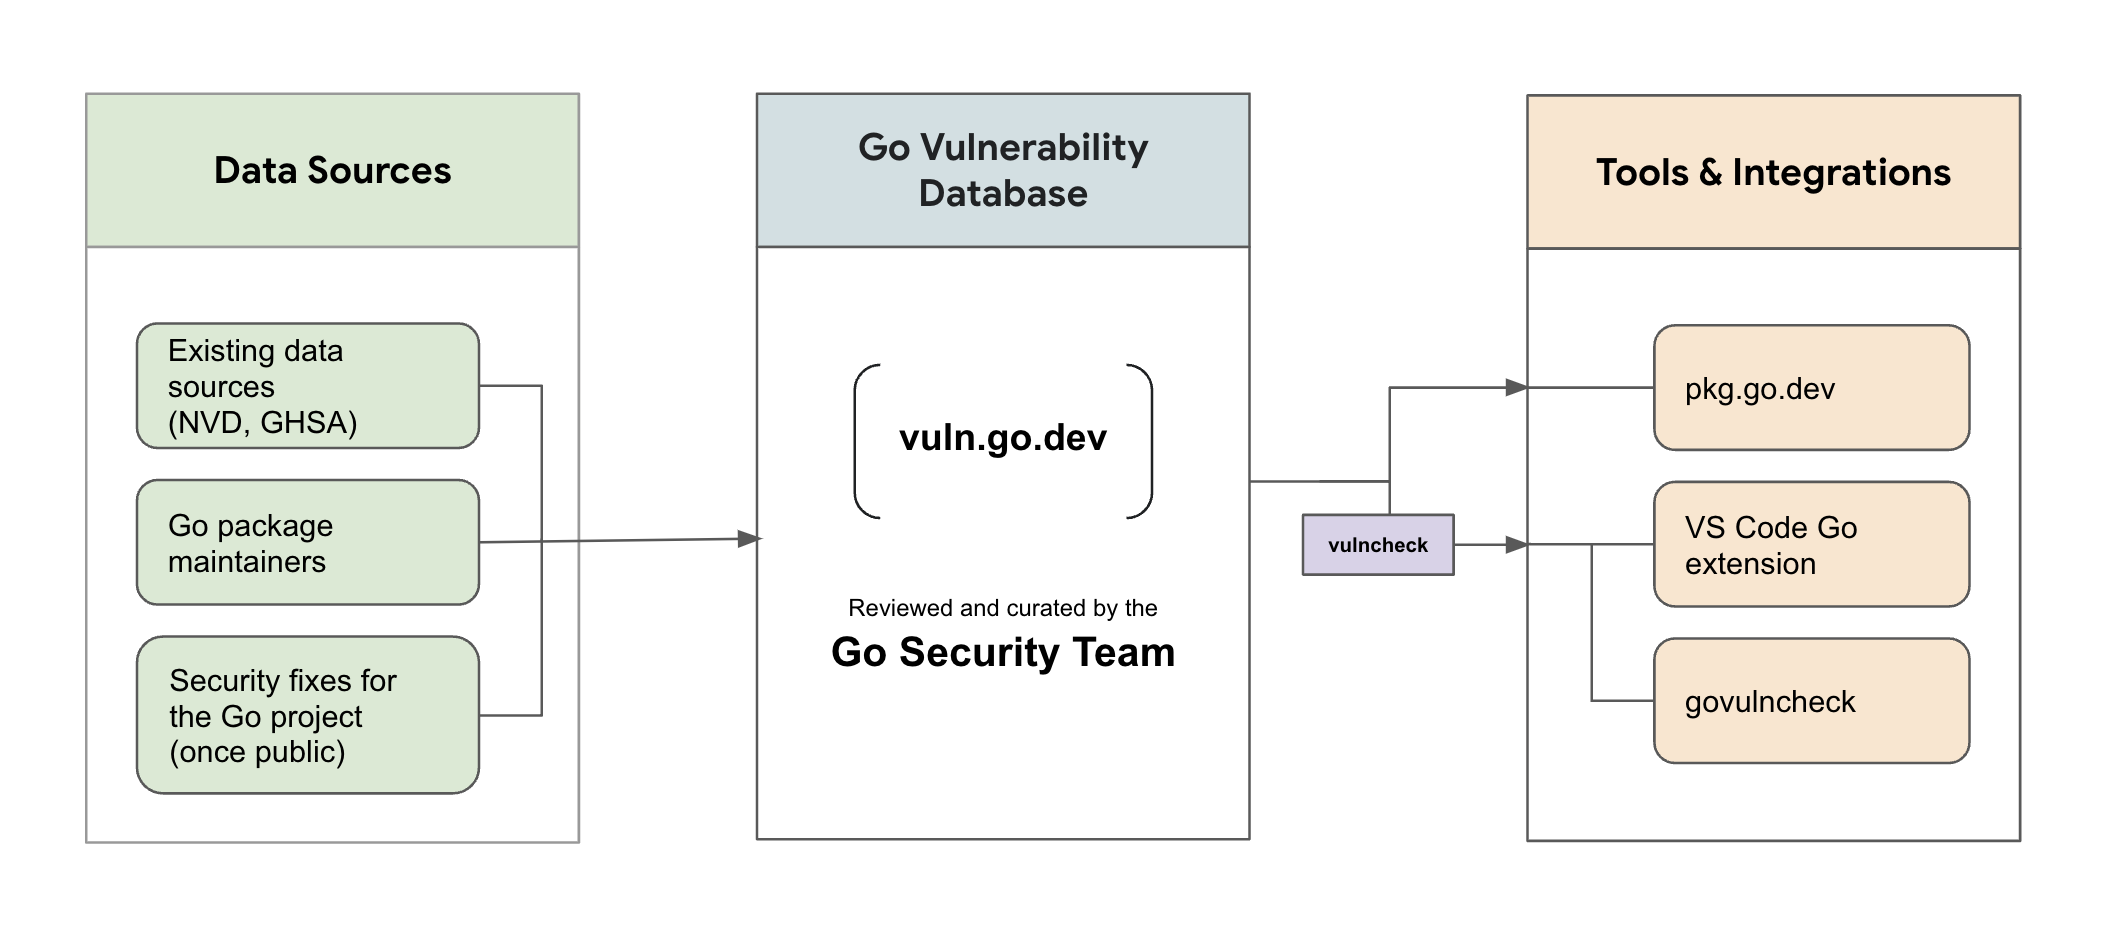 Data Sources
Existing data
sources
(NVD, GHSA)
Go package
maintainers
Security fixes for
the Go project
(once public)
Go Vulnerability
Database
vuln.go.dev
Reviewed and curated by the
Go Security Team
vulncheck
Tools & Integrations
pkg.go.dev
VS Code Go
extension
govulncheck